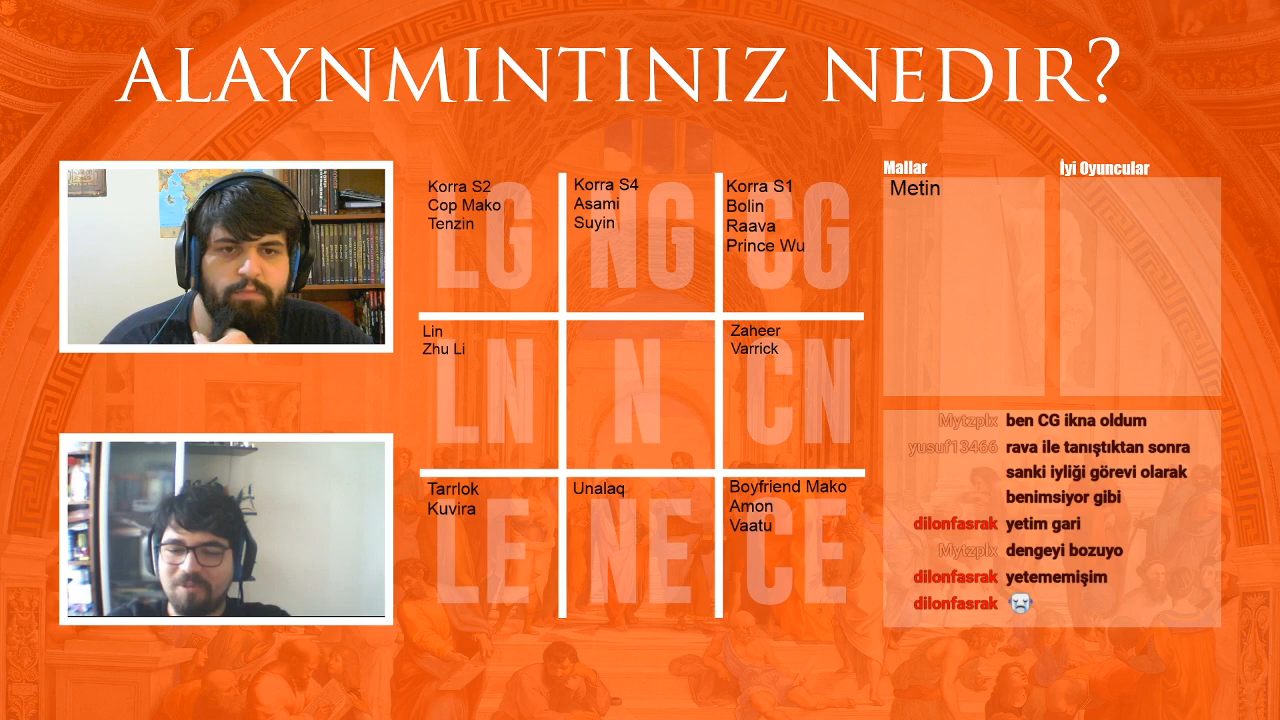 ALAYNMINTINIZ NEDIR?
Korra S2
Cop Mako
Tenzin
LG
Korra S4
Asami
Suyin
NG
Korra S1
Bolin
Raava
Prince Wu
CG
Lin
Zhu Li
LN
N
Zaheer
Varrick
CN
Tarrlok
Kuvira
LE
Unalaq
NE
Boyfriend Mako
Amon
Vaatu
CE
Mallar
Metin
İyi Oyuncular
Mytzplx ben CG ikna oldum
yusuf13466 rava ile tanıştıktan sonra
sanki iyliği görevi olarak
benimsiyor gibi
dilonfasrak yetim gari
Mytzplx dengeyi bozuyo
dilonfasrak yetememişim
dilonfasrak